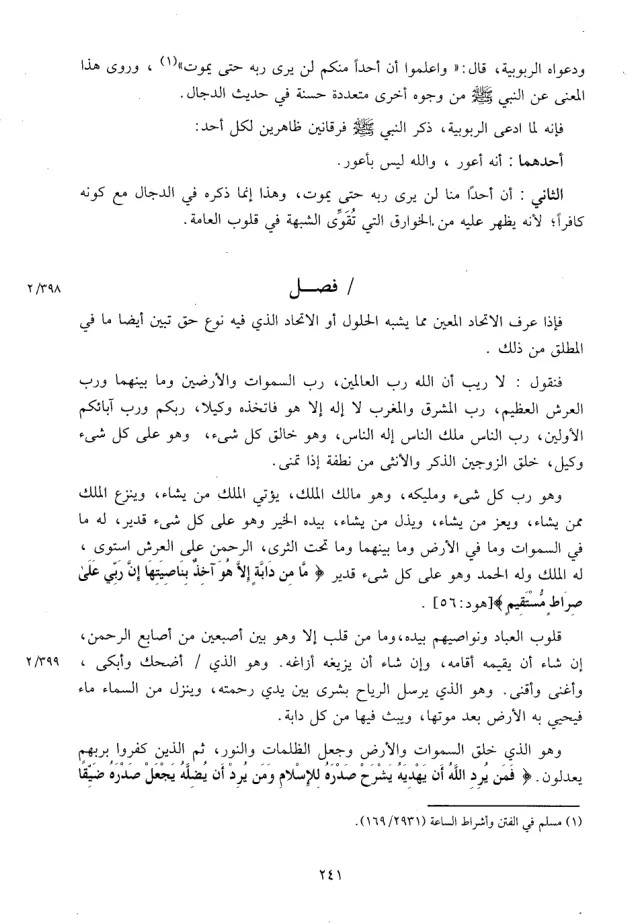 ودعواه الربوبية، قال: « واعلموا أن أحداً منكم لن يرى ربه حتى يموت»(١) ، وروى هذا
المعنى عن النبي ﷺ من وجوه أخرى متعددة حسنة في حديث الدجال.
فإنه لما ادعى الربوبية، ذكر النبي ﷺ فرقانين ظاهرين لكل أحد:
أحدهما : أنه أعور ، والله ليس بأعور.
الثاني : أن أحدًا منا لن يرى ربه حتى يموت، وهذا إنما ذكره في الدجال مع كونه
كافراً؛ لأنه يظهر عليه من الخوارق التي تُقَوِّى الشبهة في قلوب العامة.
/ فصـــل
٢/٣٩٨
فإذا عرف الاتحاد المعين مما يشبه الحلول أو الاتحاد الذي فيه نوع حق تبين أيضا ما في
المطلق من ذلك .
فنقول : لا ريب أن الله رب العالمين، رب السموات والأرضين وما بينهما ورب
العرش العظيم، رب المشرق والمغرب لا إله إلا هو فاتخذه وكيلا، ربكم ورب آبائكم
الأولين، رب الناس ملك الناس إله الناس، وهو خالق كل شىء، وهو على كل شىء
وكيل، خلق الزوجين الذكر والأنثى من نطفة إذا تمنى.
وهو رب كل شىء ومليكه، وهو مالك الملك، يؤتي الملك من يشاء، وينزع الملك
ممن يشاء، ويعز من يشاء، ويذل من يشاء، بيده الخير وهو على كل شىء قدير، له ما
في السموات وما في الأرض وما بينهما وما تحت الثرى، الرحمن على العرش استوى ،
له الملك وله الحمد وهو على كل شىء قدير ﴿ مَّا مِن دَابَّةٍ إِلاَّ هُوَ آخِذٌ بِنَاصِيَتِهَا إِنَّ رَبِّي عَلَىٰ
صِرَاطٍ مُّسْتَقِيمٍ ﴾[هود:٥٦] .
قلوب العباد ونواصيهم بيده،وما من قلب إلا وهو بين أصبعين من أصابع الرحمن،
إن شاء أن يقيمه أقامه، وإن شاء أن يزيغه أزاغه. وهو الذي / أضحك وأبكى ،
٢/٣٩٩
وأغنى وأقنى. وهو الذي يرسل الرياح بشرى بين يدي رحمته، وينزل من السماء ماء
فيحيي به الأرض بعد موتها، ويبث فيها من كل دابة.
وهو الذي خلق السموات والأرض وجعل الظلمات والنور، ثم الذين كفروا بربهم
يعدلون. ﴿ فَمَن يُرِدِ اللَّهُ أَن يَهْدِيَهُ يَشْرَحْ صَدْرَهُ لِلإِسْلامِ وَمَن يُرِدْ أَن يُضِلَّهُ يَجْعَلْ صَدْرَهُ ضَيِّقًا
(١) مسلم في الفتن وأشراط الساعة (١٦٩/٢٩٣١).
٢٤١